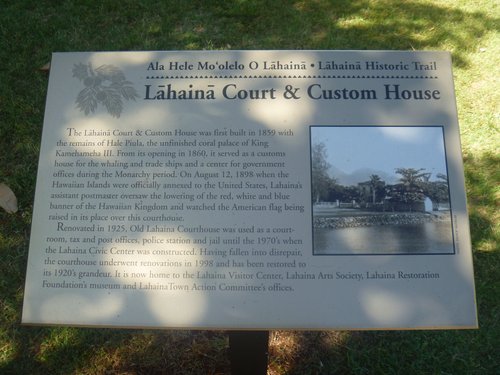 Ala Hele Moʻolelo O Lāhainā • Lāhainā Historic Trail
Lāhainā Court & Custom House
The Lāhainā Court & Custom House was first built in 1859 with
the remains of Hale Piula, the unfinished coral palace of King
Kamehameha III. From its opening in 1860, it served as a customs
house for the whaling and trade ships and a center for government
offices during the Monarchy period. On August 12, 1898 when the
Hawaiian Islands were officially annexed to the United States, Lahaina's
assistant postmaster oversaw the lowering of the red, white and blue
banner of the Hawaiian Kingdom and watched the American flag being
raised in its place over this courthouse.
Renovated in 1925, Old Lahaina Courthouse was used as a court-
room, tax and post offices, police station and jail until the 1970's when
the Lahaina Civic Center was constructed. Having fallen into disrepair,
the courthouse underwent renovations in 1998 and has been restored to
its 1920's grandeur. It is now home to the Lahaina Visitor Center, Lahaina Arts Society, Lahaina Restoration
Foundation's museum and Lahaina Town Action Committee's offices.